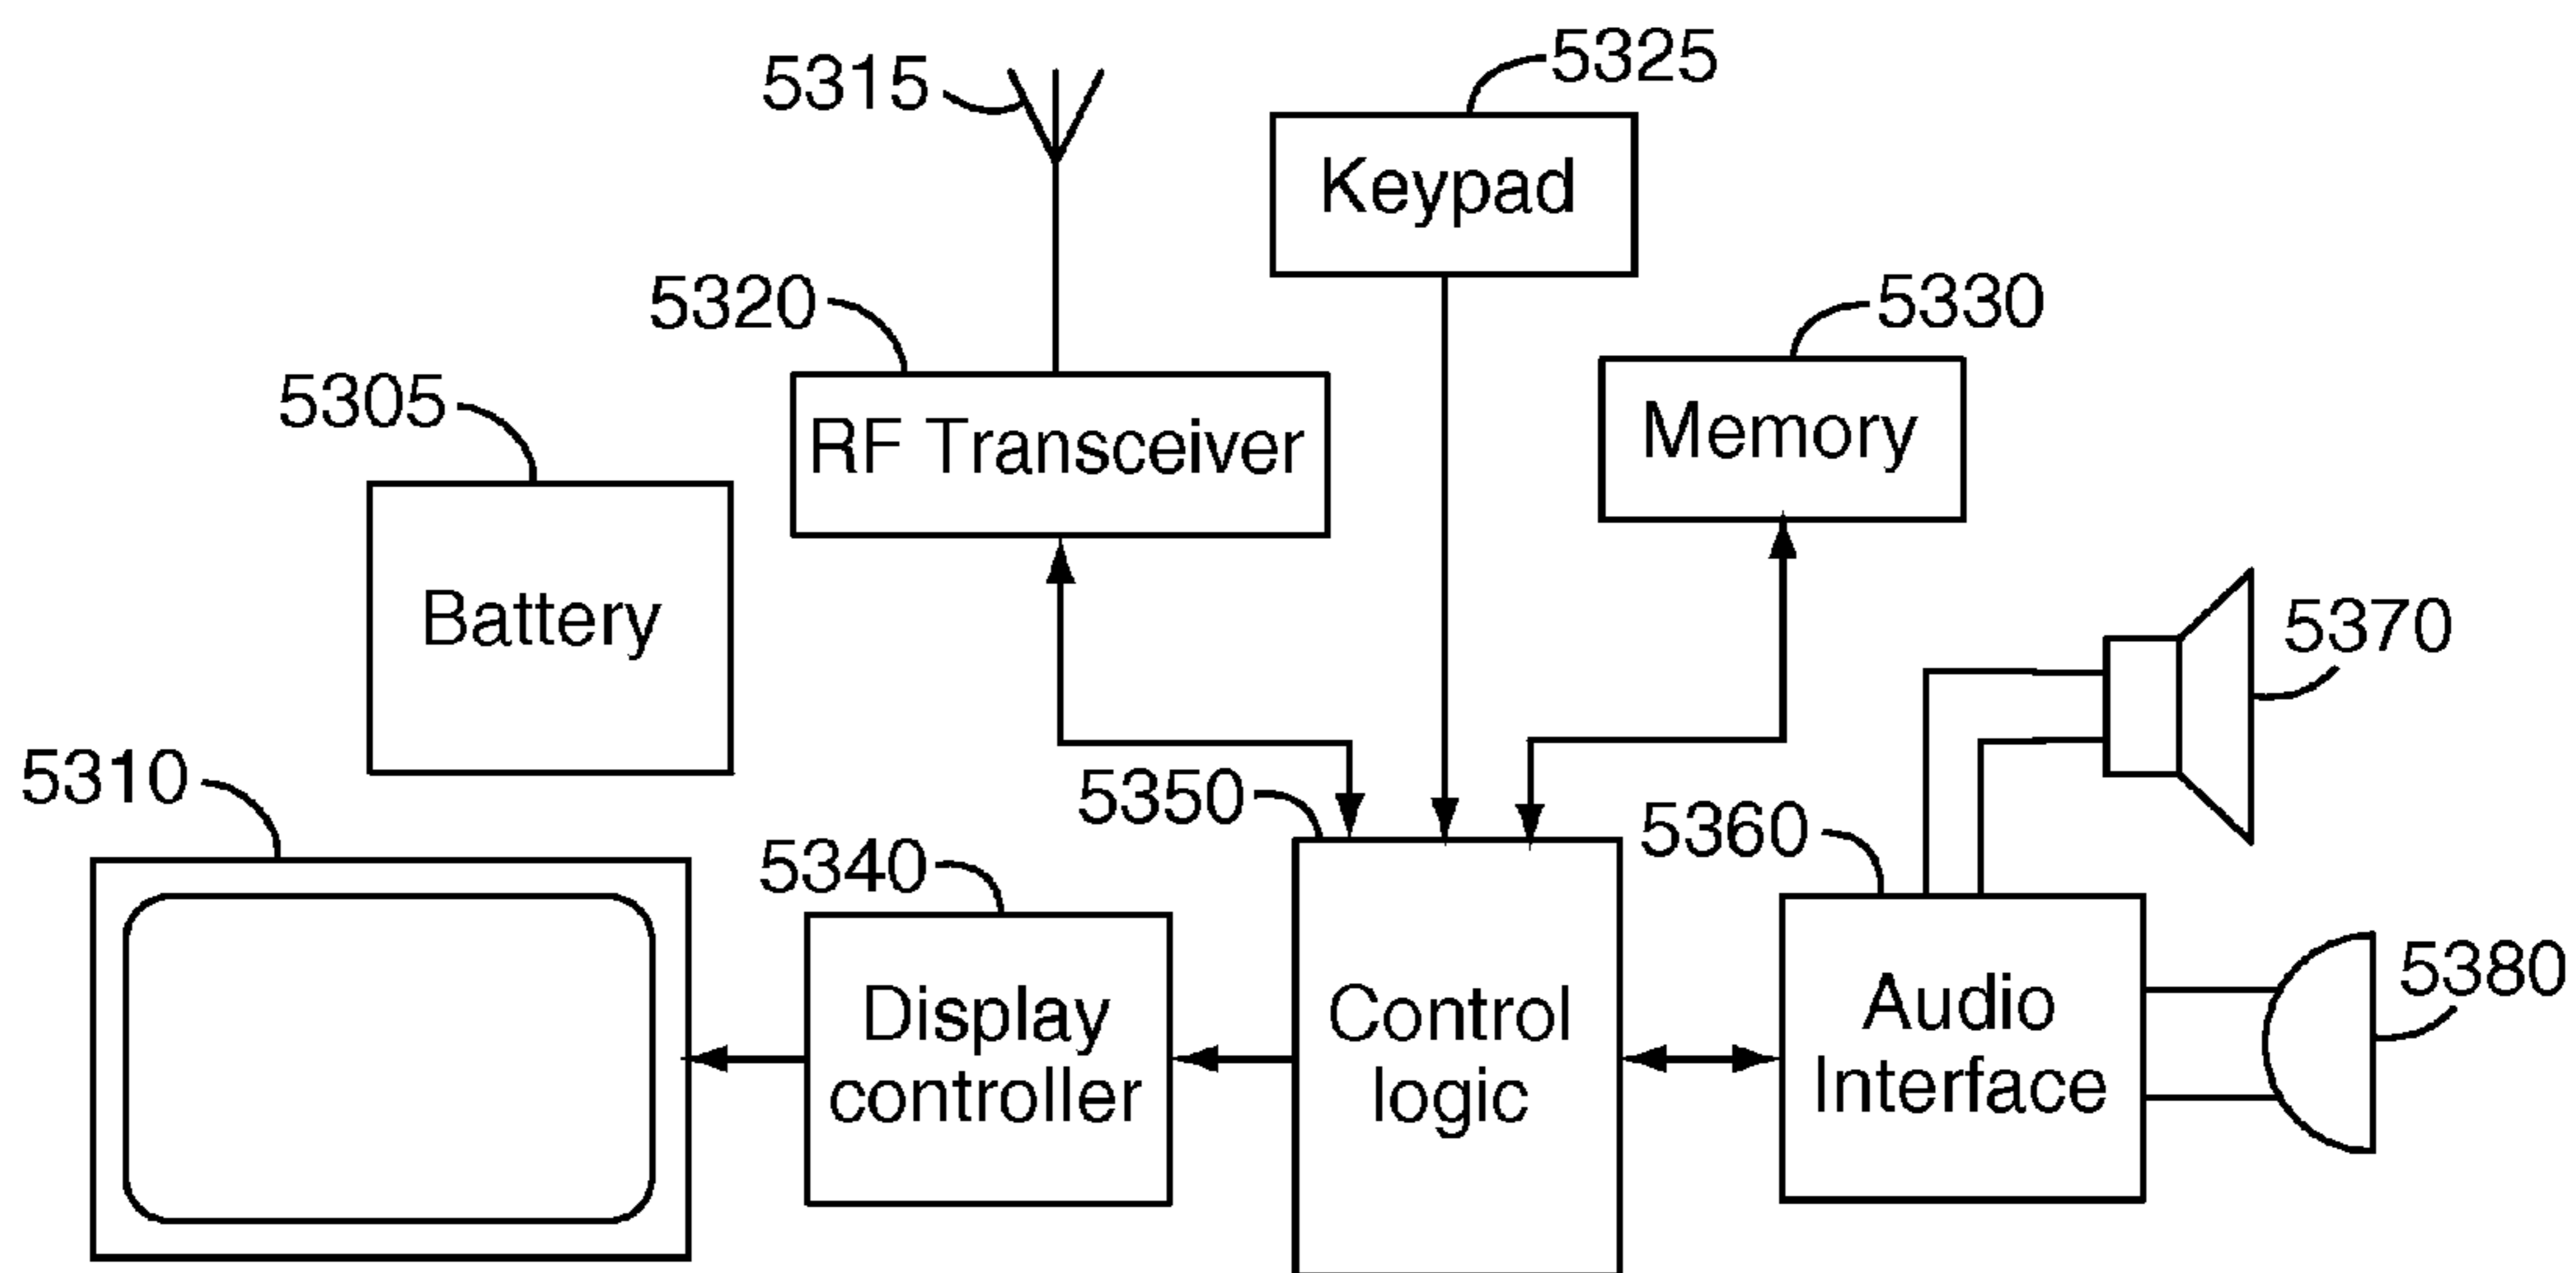 5315
5325
Keypad
5320
5330
RF Transceiver
Memory
5305
Battery
5370
5310
5350
5360
5340
5380
Display
controller
Control
logic
Audio
Interface